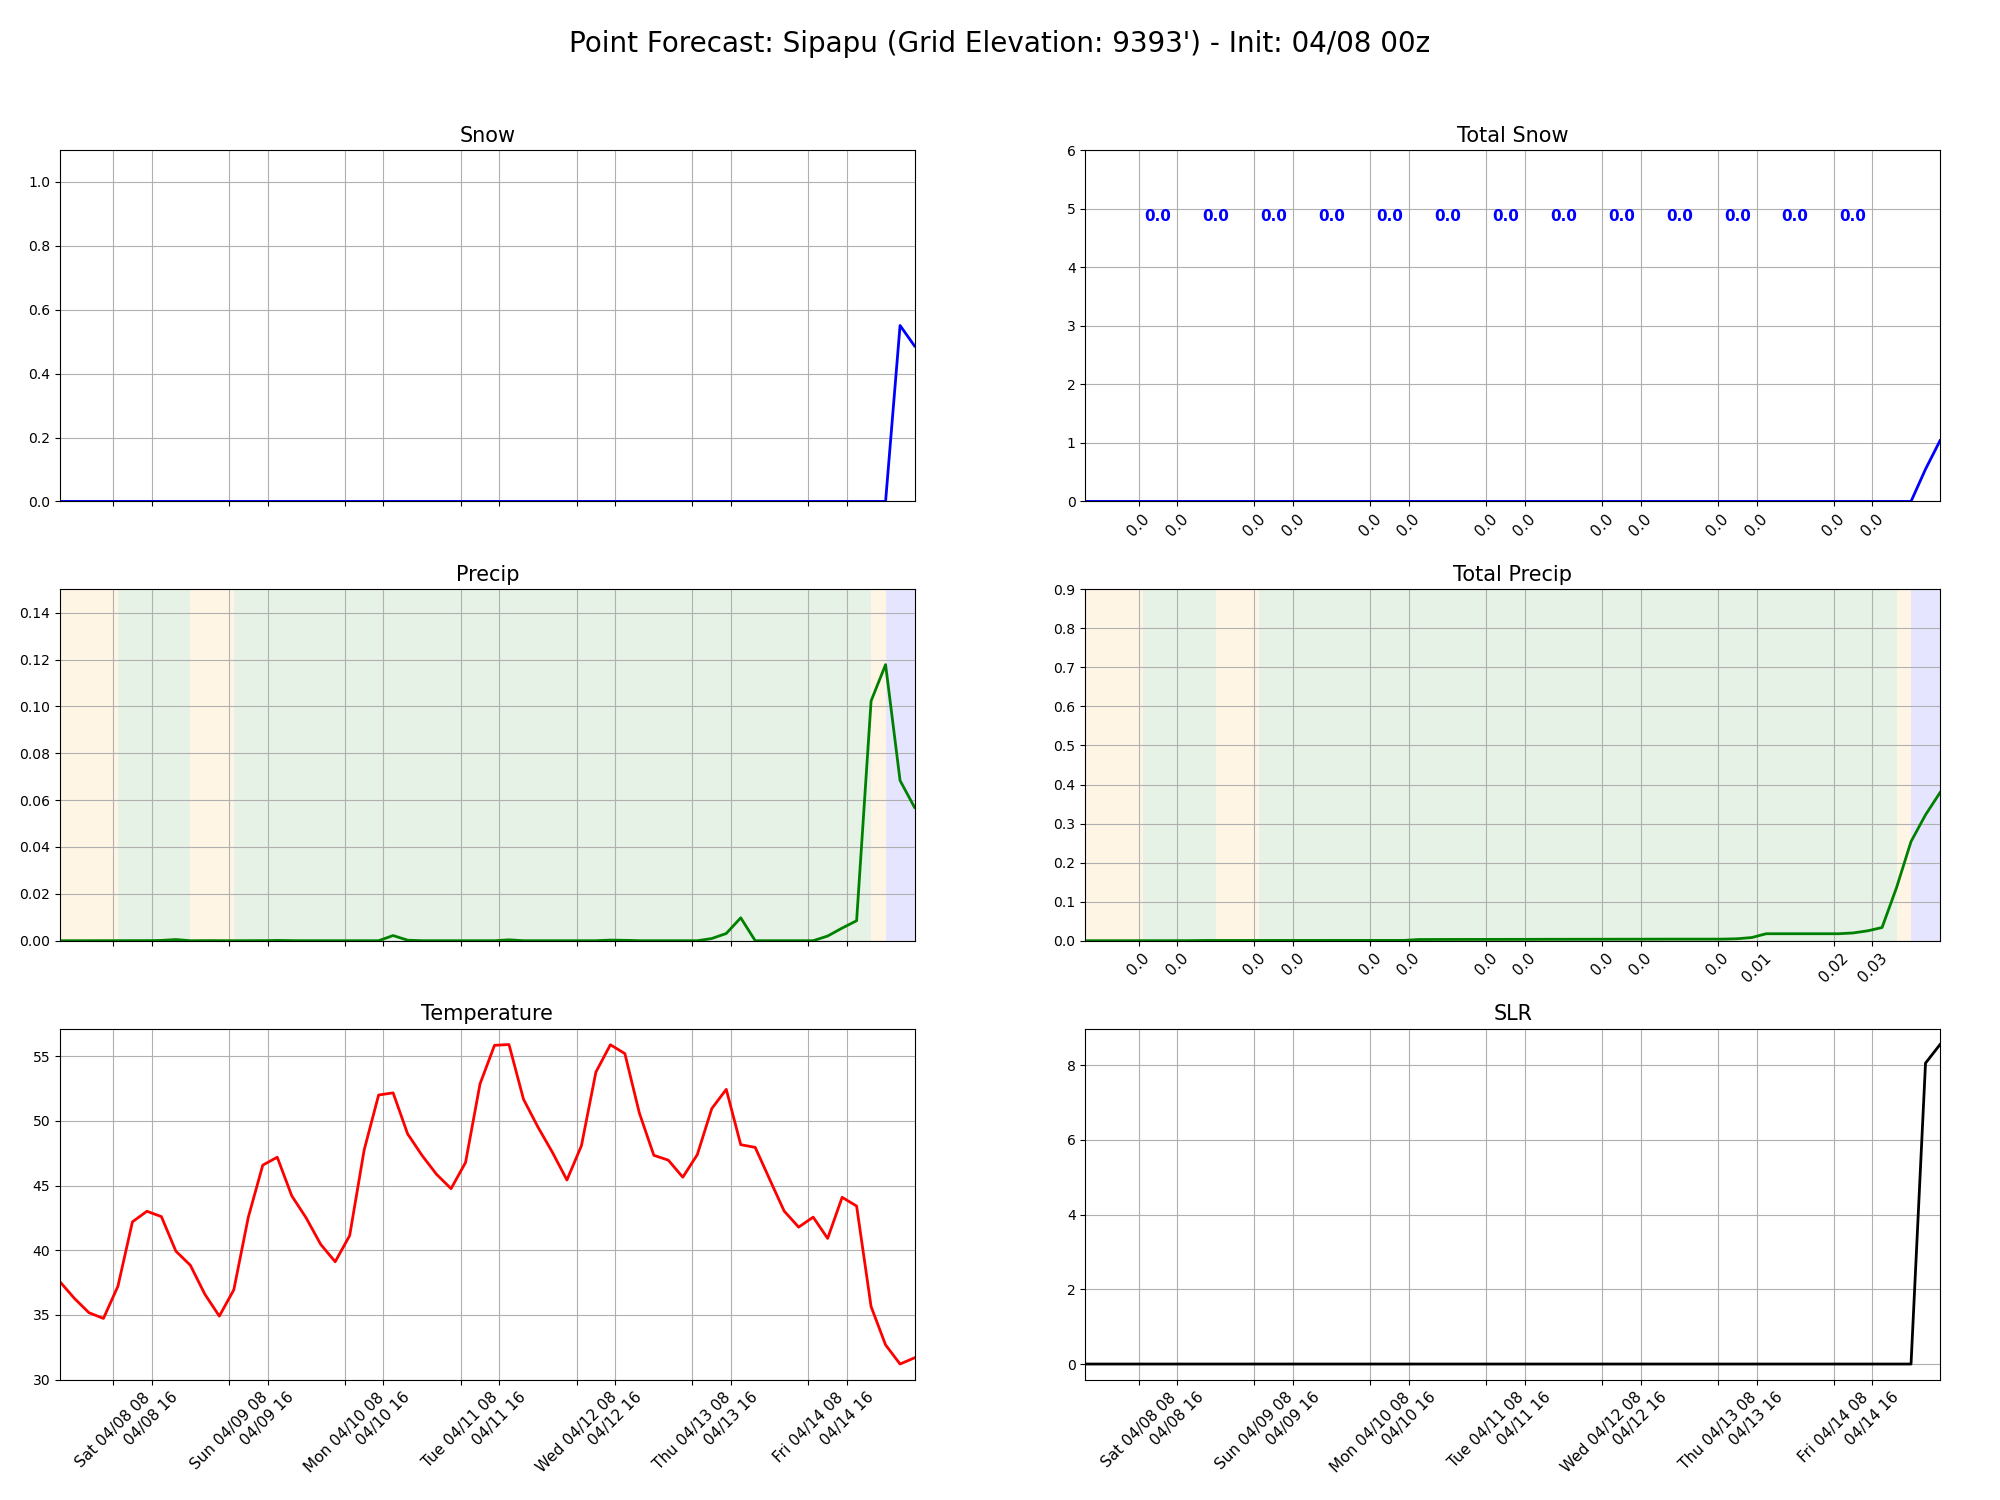 Point Forecast: Sipapu (Grid Elevation: 9393') - Init: 04/08 00z
Snow
1.0
0.8
0.6
0.4
0.2
0.0
Total Snow
6
5
4
3
2
1
0
0.0 0.0 0.0 0.0 0.0 0.0 0.0 0.0 0.0 0.0 0.0 0.0 0.0
0.0 0.0 0.0 0.0 0.0 0.0 0.0 0.0 0.0 0.0 0.0 0.0 0.0 0.0
Precip
0.14
0.12
0.10
0.08
0.06
0.04
0.02
0.00
Total Precip
0.9
0.8
0.7
0.6
0.5
0.4
0.3
0.2
0.1
0.0
0.0 0.0 0.0 0.0 0.0 0.0 0.0 0.0 0.0 0.0 0.0 0.01 0.02 0.03
Temperature
55
50
45
40
35
30
Sat 04/08 08
04/08 16
Sun 04/09 08
04/09 16
Mon 04/10 08
04/10 16
Tue 04/11 08
04/11 16
Wed 04/12 08
04/12 16
Thu 04/13 08
04/13 16
Fri 04/14 08
04/14 16
SLR
8
6
4
2
0
Sat 04/08 08
04/08 16
Sun 04/09 08
04/09 16
Mon 04/10 08
04/10 16
Tue 04/11 08
04/11 16
Wed 04/12 08
04/12 16
Thu 04/13 08
04/13 16
Fri 04/14 08
04/14 16